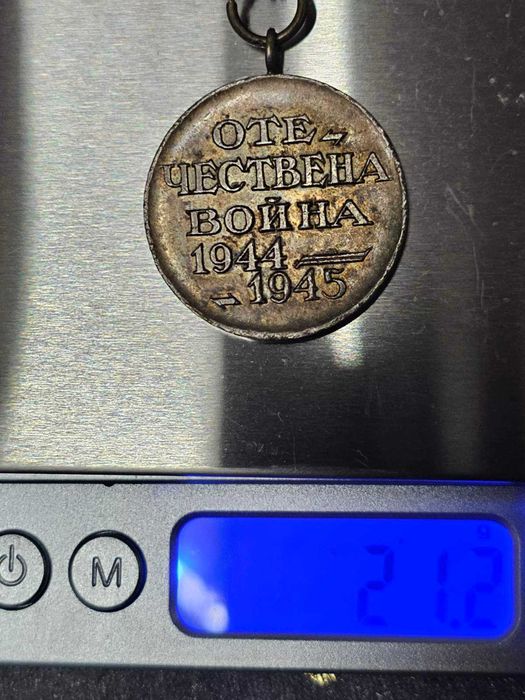 ОТЕ-
ЧЕСТВЕНА
ВОЙНА
1944—
-1945
M
g
21.2